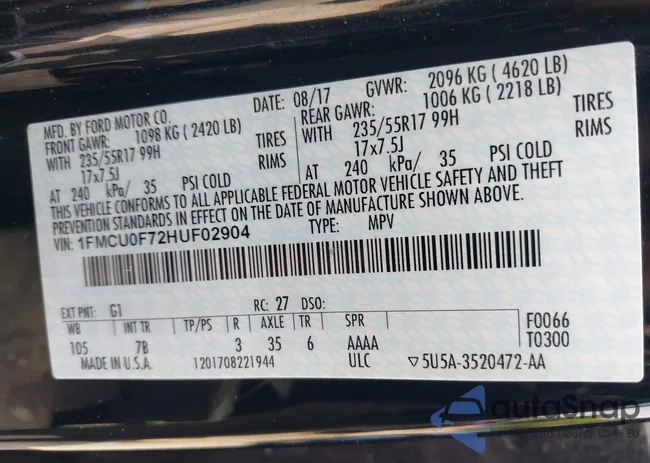 MFD. BY FORD MOTOR CO.
DATE: 08/17
GVWR: 2096 KG ( 4620 LB)
FRONT GAWR: 1098 KG ( 2420 LB)
REAR GAWR: 1006 KG ( 2218 LB)
WITH 235/55R17 99H TIRES
WITH 235/55R17 99H TIRES
17x7.5J RIMS
17x7.5J RIMS
AT 240 kPa/ 35 PSI COLD
AT 240 kPa/ 35 PSI COLD
THIS VEHICLE CONFORMS TO ALL APPLICABLE FEDERAL MOTOR VEHICLE SAFETY AND THEFT
PREVENTION STANDARDS IN EFFECT ON THE DATE OF MANUFACTURE SHOWN ABOVE.
VIN: 1FMCU0F72HUF02904 TYPE: MPV
EXT PNT: G1 RC: 27 DSO:
WB INT TR TP/PS R AXLE TR SPR F0066
105 7B 3 35 6 AAAA T0300
MADE IN U.S.A. 1201708221944 ULC ▽5U5A-3520472-AA
autoSnap